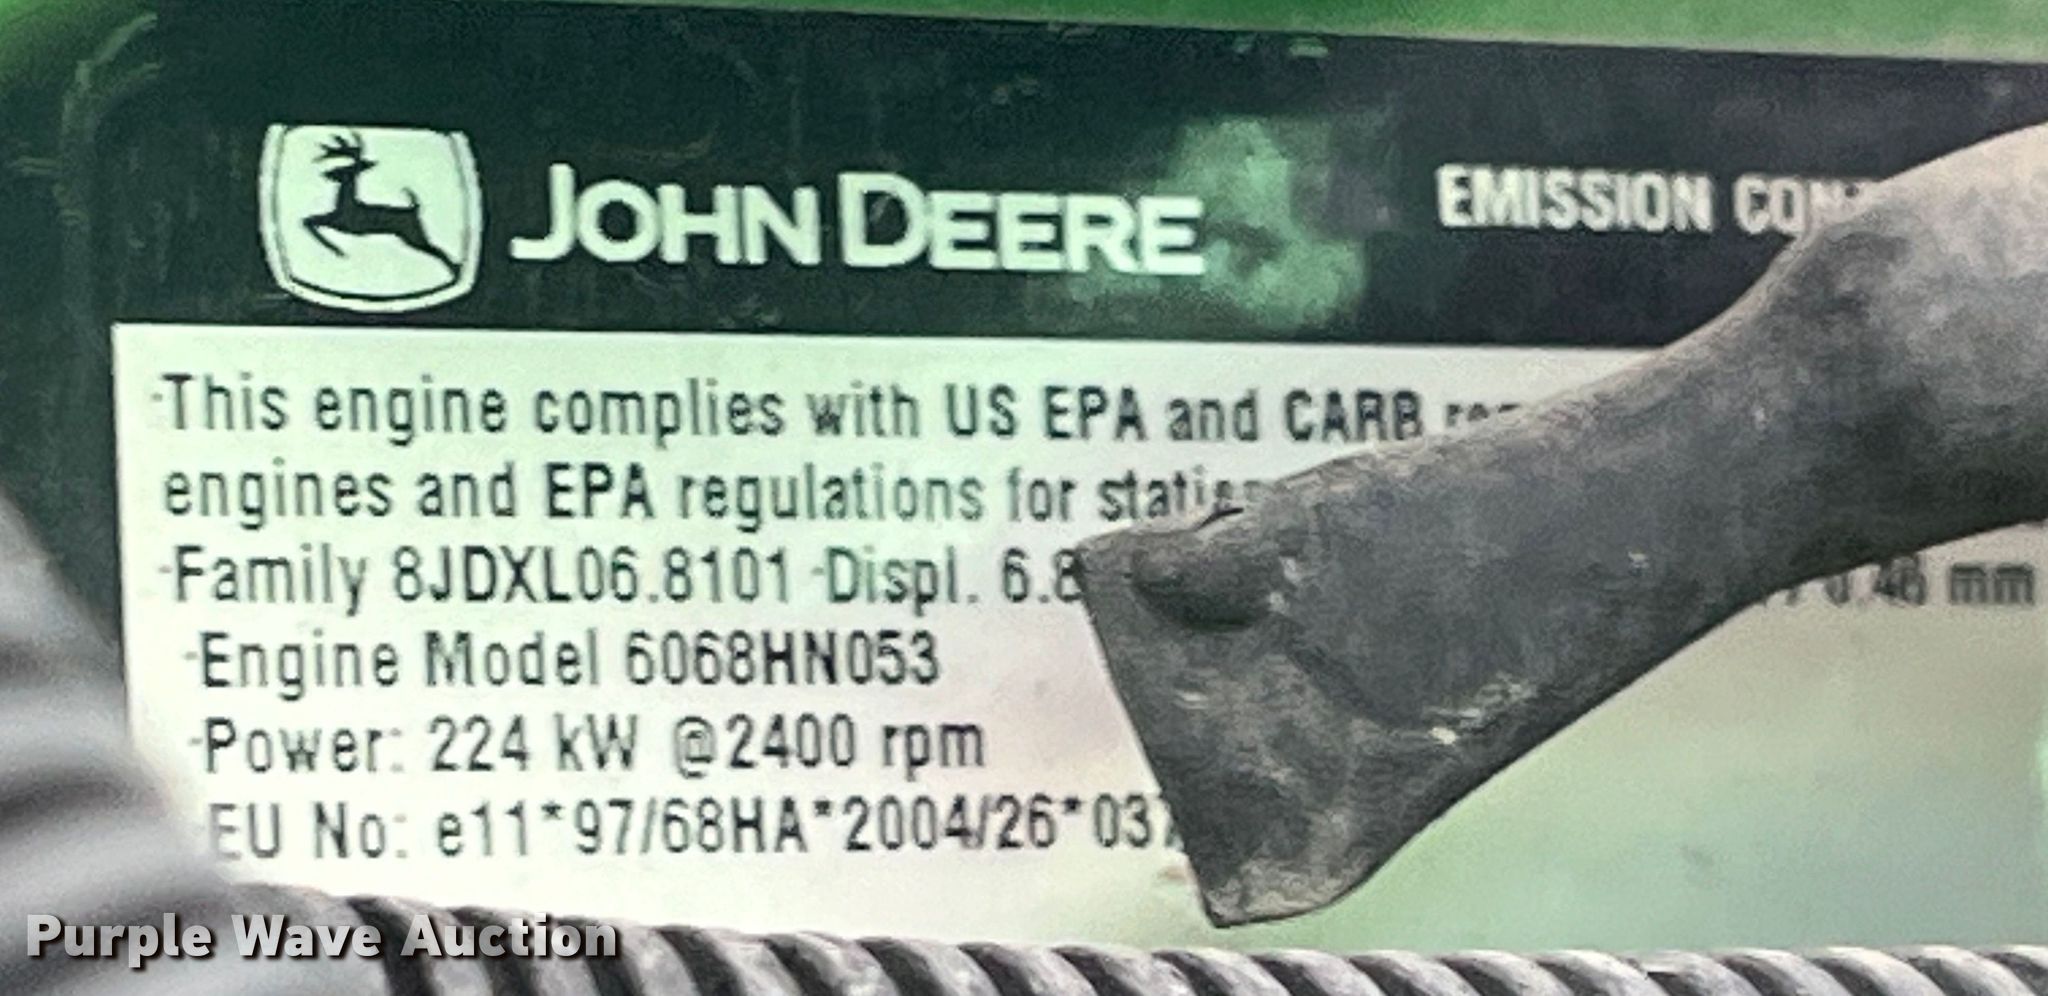 JOHN DEERE
EMISSION
-This engine complies with US EPA and CARB
engines and EPA regulations for
-Family 8JDXL06.8101 -Displ. 6.8
mm
-Engine Model 6068HN053
-Power: 224 kW @2400 rpm
EU No: e11*97/68HA*2004/26*03
Purple Wave Auction